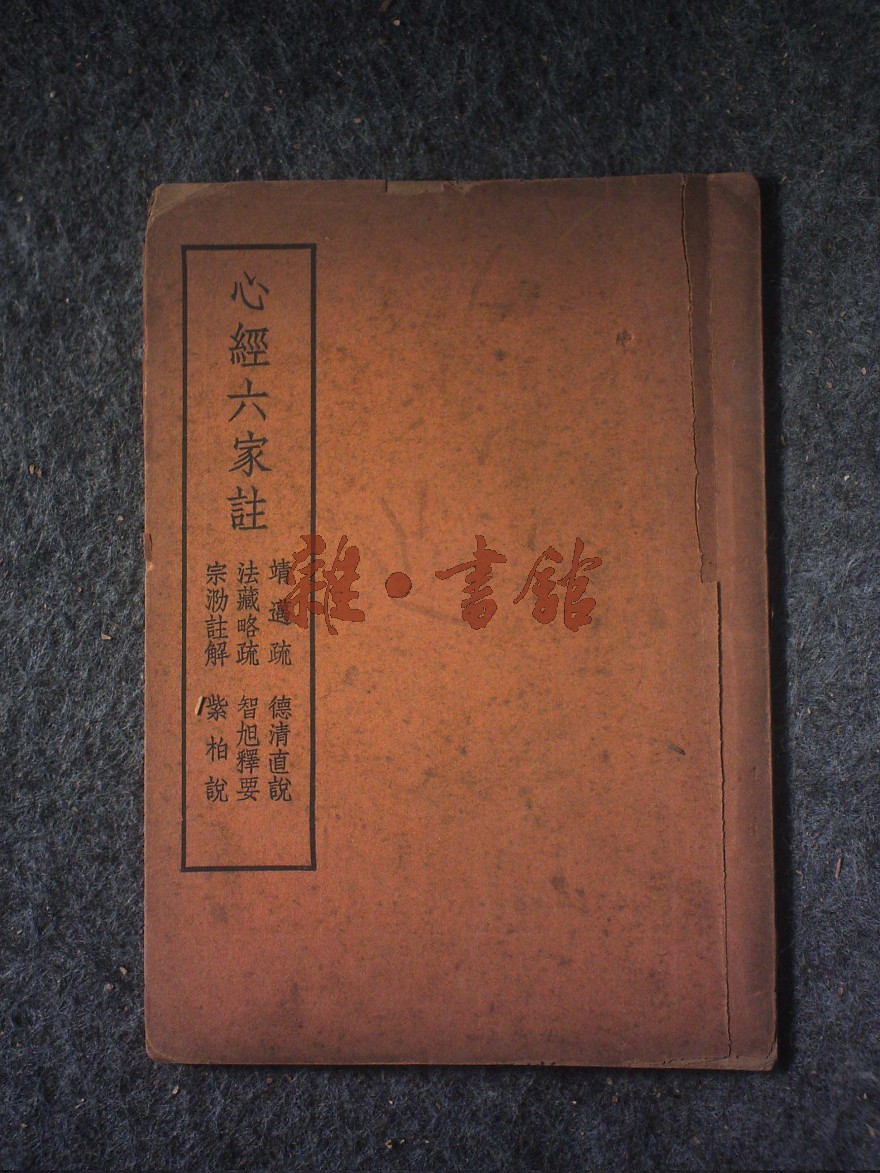 心經六家註
靖邁疏　德清直說
法藏略疏　智旭釋要
宗泐註解　紫柏說
雜·書館